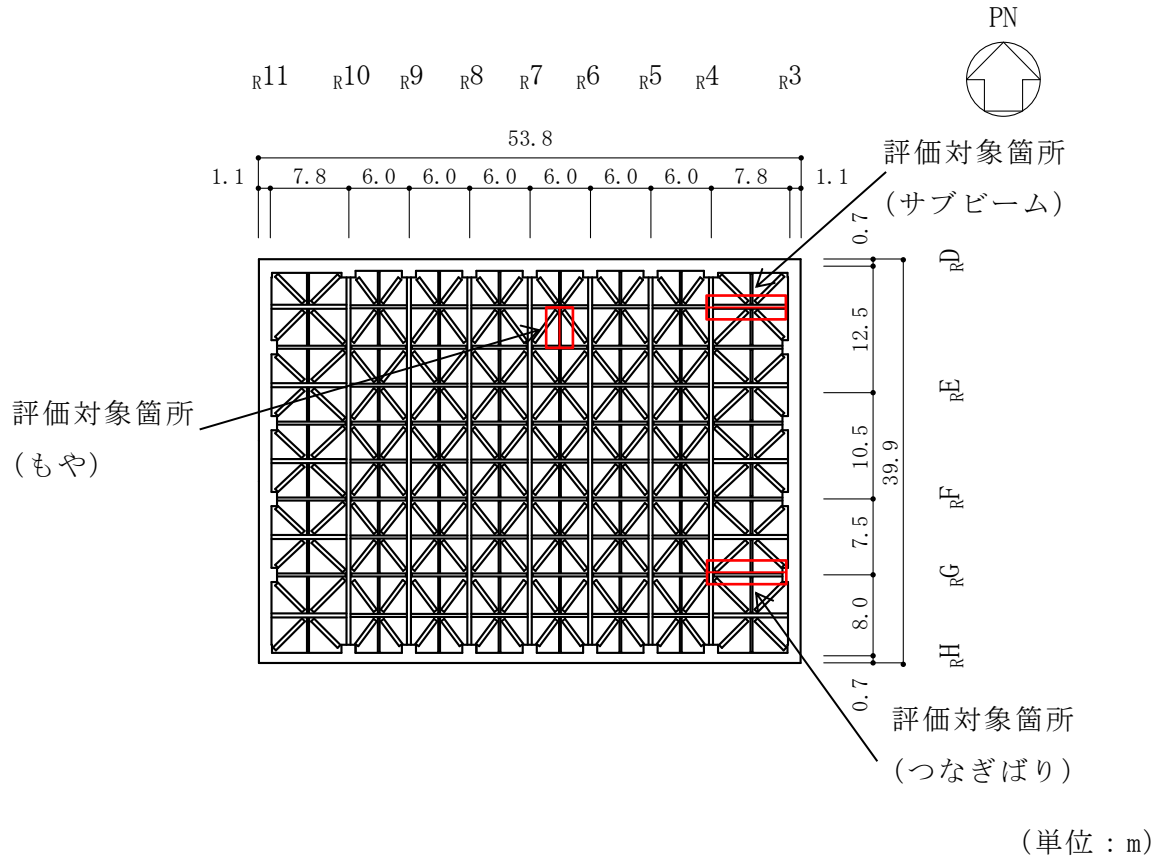 PN
R11 R10 R9 R8 R7 R6 R5 R4 R3
53.8
1.1 7.8 6.0 6.0 6.0 6.0 6.0 6.0 7.8 1.1
評価対象箇所
(サブビーム)
0.7
RD
12.5
RE
評価対象箇所
(もや)
10.5
39.9
RF
7.5
RG
8.0
RH
0.7
評価対象箇所
(つなぎばり)
(単位:m)